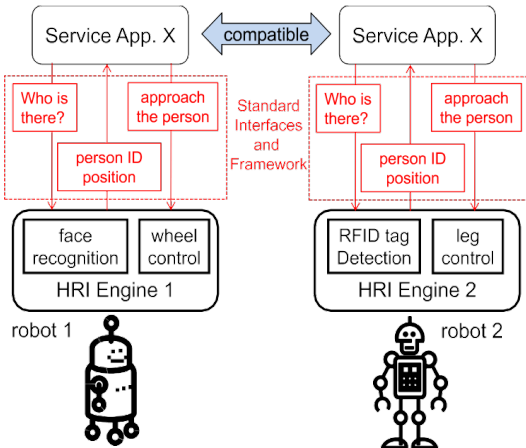 Service App. X
compatible
Service App. X
Who is
there?
approach
the person
person ID
position
Standard
Interfaces
and
Framework
Who is
there?
approach
the person
person ID
position
face
recognition
wheel
control
HRI Engine 1
RFID tag
Detection
leg
control
HRI Engine 2
robot 1
robot 2